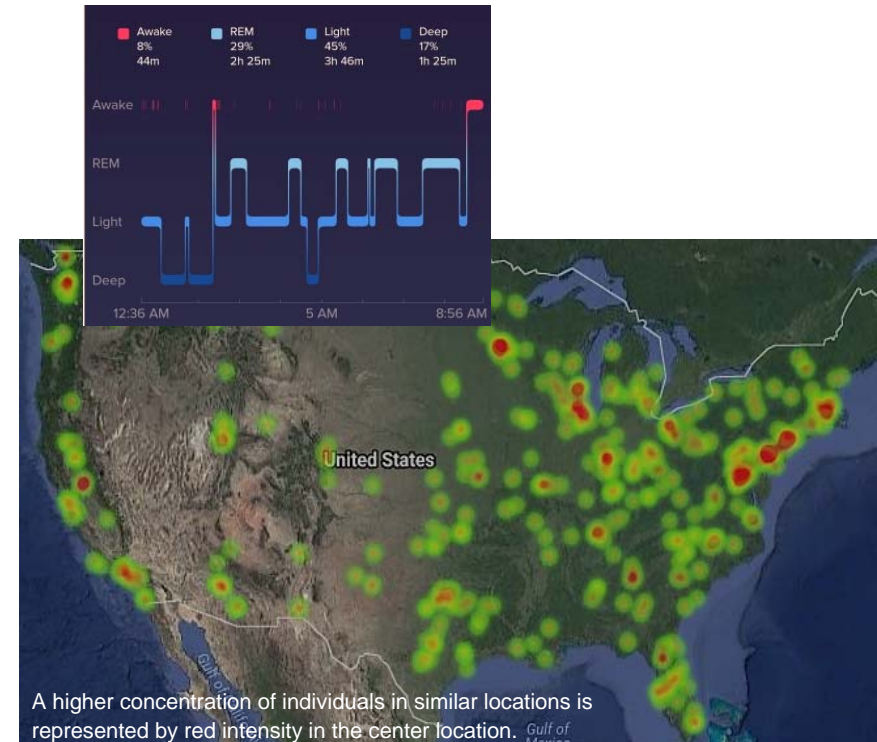 Awake REM Light Deep
8% 29% 45% 17%
44m 2h 25m 3h 46m 1h 25m
Awake
REM
Light
Deep
12:36 AM 5 AM 8:56 AM
United States
A higher concentration of individuals in similar locations is
represented by red intensity in the center location.
Gulf of